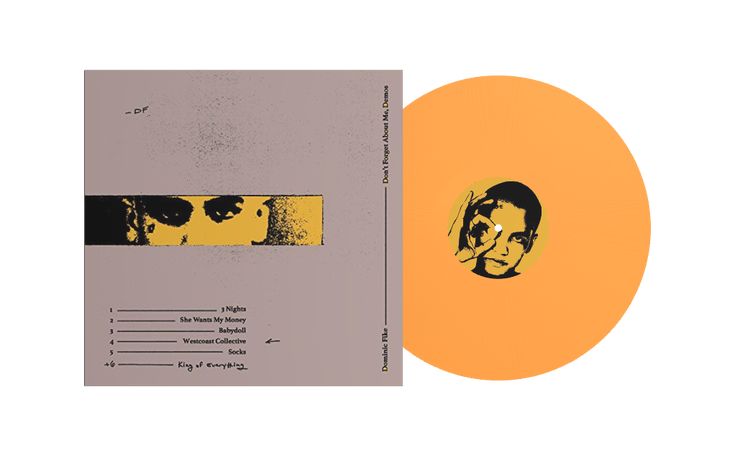 – DF
Don't Forget About Me, Demos
Dominic Fike
1 3 Nights
2 She Wants My Money
3 Babydoll
4 Westcoast Collective
5 Socks
+6 King of Everything